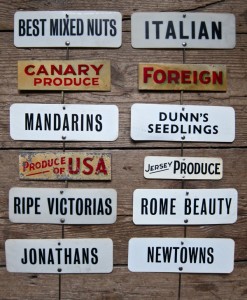 BEST MIXED NUTS
ITALIAN
CANARY
PRODUCE
FOREIGN
MANDARINS
DUNN'S
SEEDLINGS
PRODUCE
OF USA
JERSEY PRODUCE
RIPE VICTORIAS
ROME BEAUTY
JONATHANS
NEWTOWNS